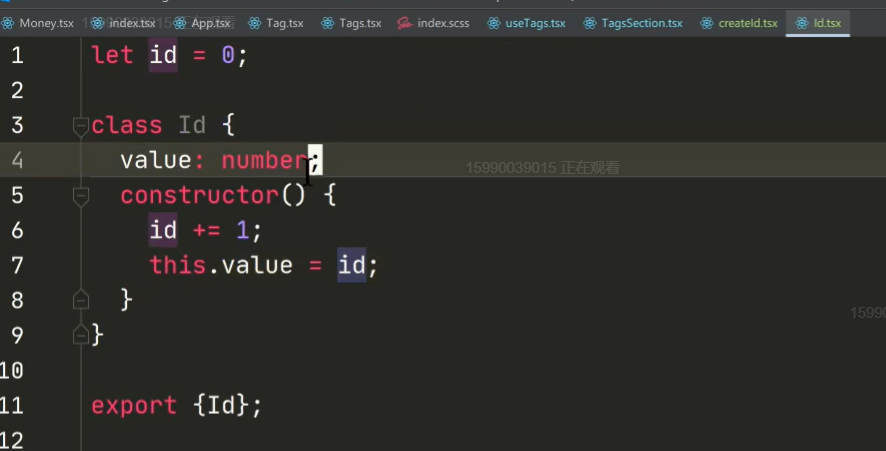 Money.tsx index.tsx App.tsx Tag.tsx Tags.tsx index.scss useTags.tsx TagsSection.tsx createId.tsx Id.tsx
1 let id = 0;
2
3 class Id {
4 value: number;
15990039015 正在观看
5 constructor() {
6 id += 1;
7 this.value = id;
8 }
15990
9 }
10
11 export {Id};
12